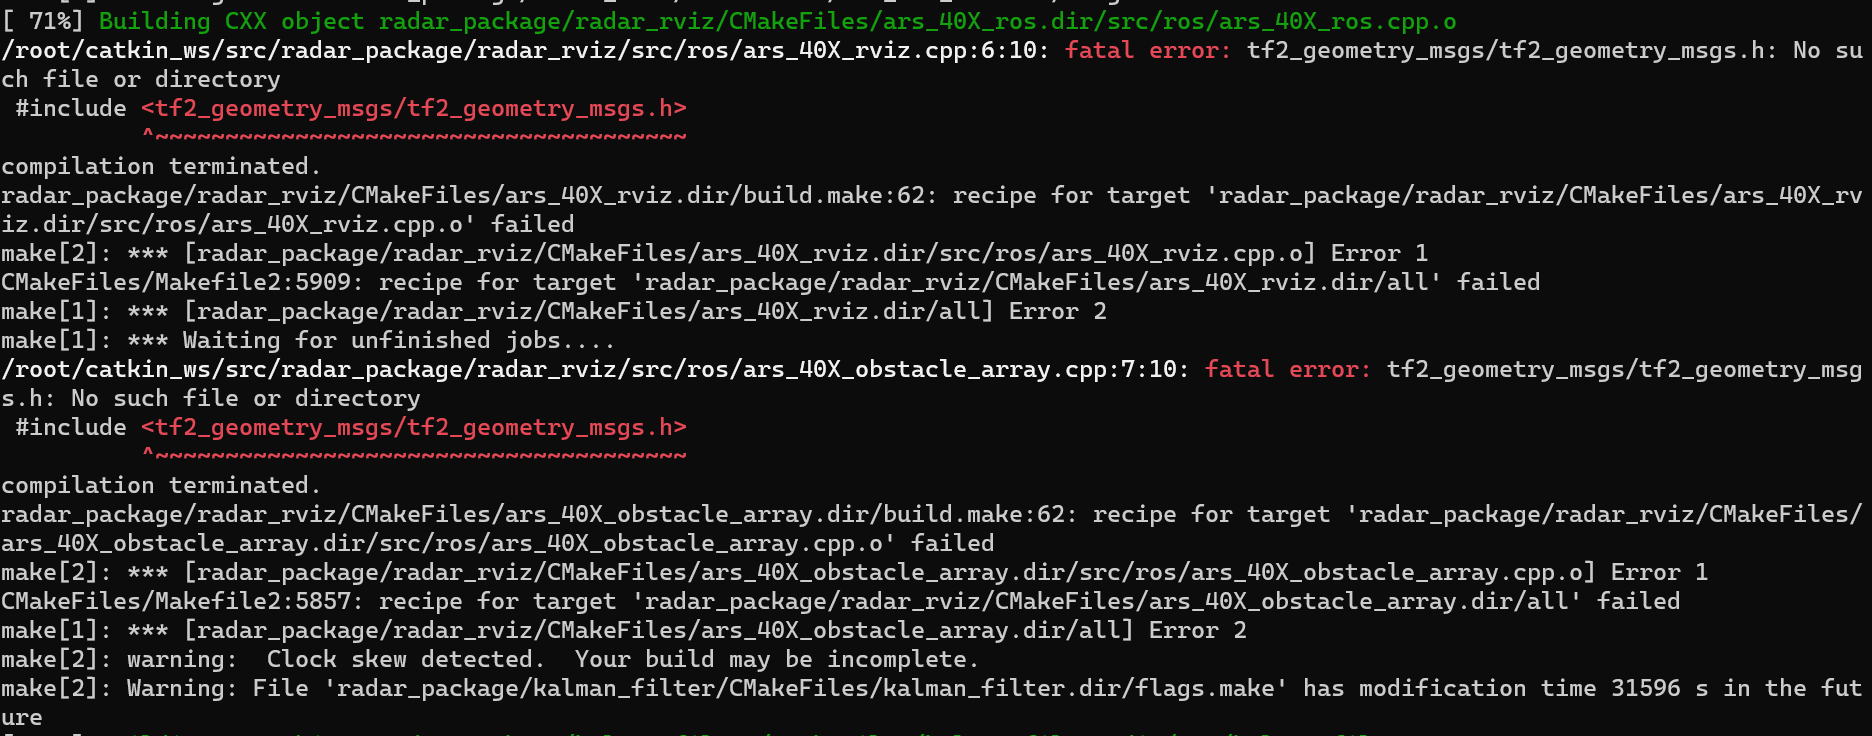 [ 71%] Building CXX object radar_package/radar_rviz/CMakeFiles/ars_40X_ros.dir/src/ros/ars_40X_ros.cpp.o
/root/catkin_ws/src/radar_package/radar_rviz/src/ros/ars_40X_rviz.cpp:6:10: fatal error: tf2_geometry_msgs/tf2_geometry_msgs.h: No su
ch file or directory
 #include <tf2_geometry_msgs/tf2_geometry_msgs.h>
          ^~~~~~~~~~~~~~~~~~~~~~~~~~~~~~~~~~~~~~~
compilation terminated.
radar_package/radar_rviz/CMakeFiles/ars_40X_rviz.dir/build.make:62: recipe for target 'radar_package/radar_rviz/CMakeFiles/ars_40X_rv
iz.dir/src/ros/ars_40X_rviz.cpp.o' failed
make[2]: *** [radar_package/radar_rviz/CMakeFiles/ars_40X_rviz.dir/src/ros/ars_40X_rviz.cpp.o] Error 1
CMakeFiles/Makefile2:5909: recipe for target 'radar_package/radar_rviz/CMakeFiles/ars_40X_rviz.dir/all' failed
make[1]: *** [radar_package/radar_rviz/CMakeFiles/ars_40X_rviz.dir/all] Error 2
make[1]: *** Waiting for unfinished jobs....
/root/catkin_ws/src/radar_package/radar_rviz/src/ros/ars_40X_obstacle_array.cpp:7:10: fatal error: tf2_geometry_msgs/tf2_geometry_msg
s.h: No such file or directory
 #include <tf2_geometry_msgs/tf2_geometry_msgs.h>
          ^~~~~~~~~~~~~~~~~~~~~~~~~~~~~~~~~~~~~~~
compilation terminated.
radar_package/radar_rviz/CMakeFiles/ars_40X_obstacle_array.dir/build.make:62: recipe for target 'radar_package/radar_rviz/CMakeFiles/
ars_40X_obstacle_array.dir/src/ros/ars_40X_obstacle_array.cpp.o' failed
make[2]: *** [radar_package/radar_rviz/CMakeFiles/ars_40X_obstacle_array.dir/src/ros/ars_40X_obstacle_array.cpp.o] Error 1
CMakeFiles/Makefile2:5857: recipe for target 'radar_package/radar_rviz/CMakeFiles/ars_40X_obstacle_array.dir/all' failed
make[1]: *** [radar_package/radar_rviz/CMakeFiles/ars_40X_obstacle_array.dir/all] Error 2
make[2]: warning:  Clock skew detected.  Your build may be incomplete.
make[2]: Warning: File 'radar_package/kalman_filter/CMakeFiles/kalman_filter.dir/flags.make' has modification time 31596 s in the fut
ure